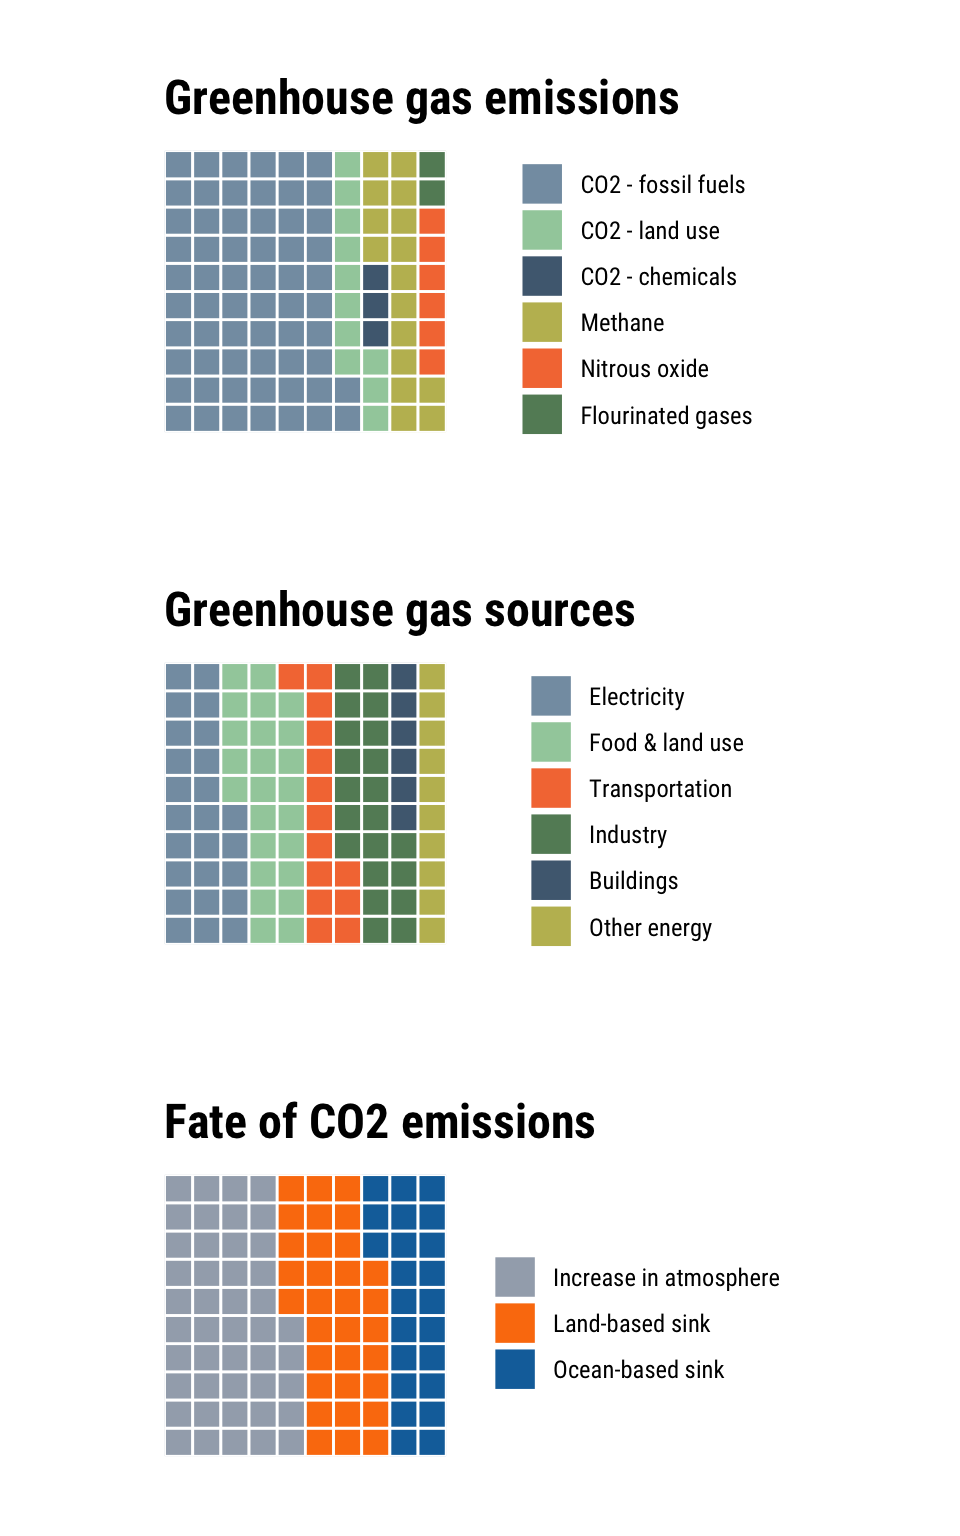 Greenhouse gas emissions
CO2 - fossil fuels
CO2 - land use
CO2 - chemicals
Methane
Nitrous oxide
Flourinated gases
Greenhouse gas sources
Electricity
Food & land use
Transportation
Industry
Buildings
Other energy
Fate of CO2 emissions
Increase in atmosphere
Land-based sink
Ocean-based sink